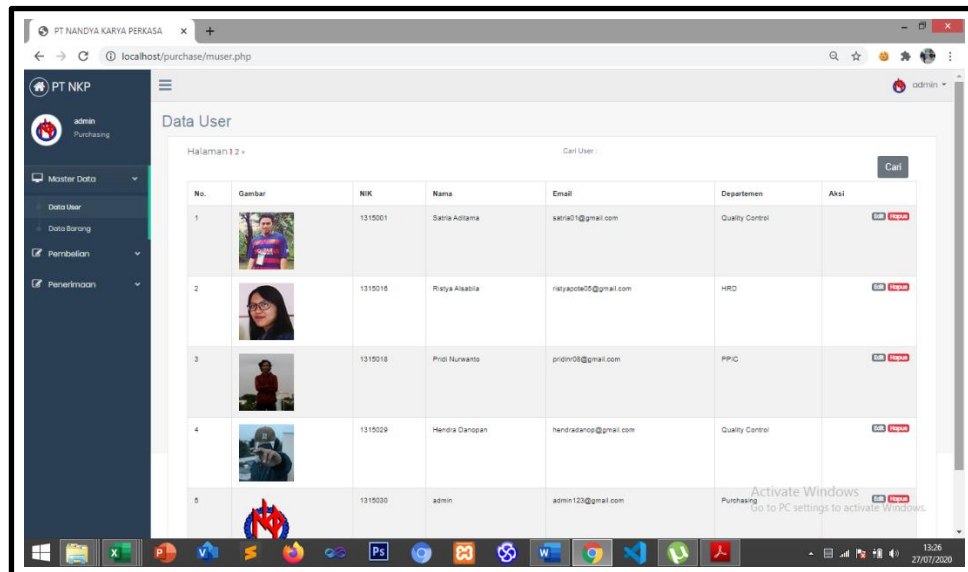 PT NANDYA KARYA PERKASA
localhost/purchase/muser.php
PT NKP
admin
admin
Purchasing
Data User
Halaman 1 2 »
Cari User :
Cari
Master Data
Data User
Data Barang
Pembelian
Penerimaan
No. Gambar NIK Nama Email Departemen Aksi
1 1315001 Satria Aditama satria01@gmail.com Quality Control Edit Hapus
2 1315016 Ristya Alsabila ristyapote05@gmail.com HRD Edit Hapus
3 1315018 Pridi Nurwanto pridinr08@gmail.com PPIC Edit Hapus
4 1315029 Hendra Danopan hendradanop@gmail.com Quality Control Edit Hapus
5 1315030 admin admin123@gmail.com Purchasing Edit Hapus
Activate Windows
Go to PC settings to activate Windows.
13:26
27/07/2020